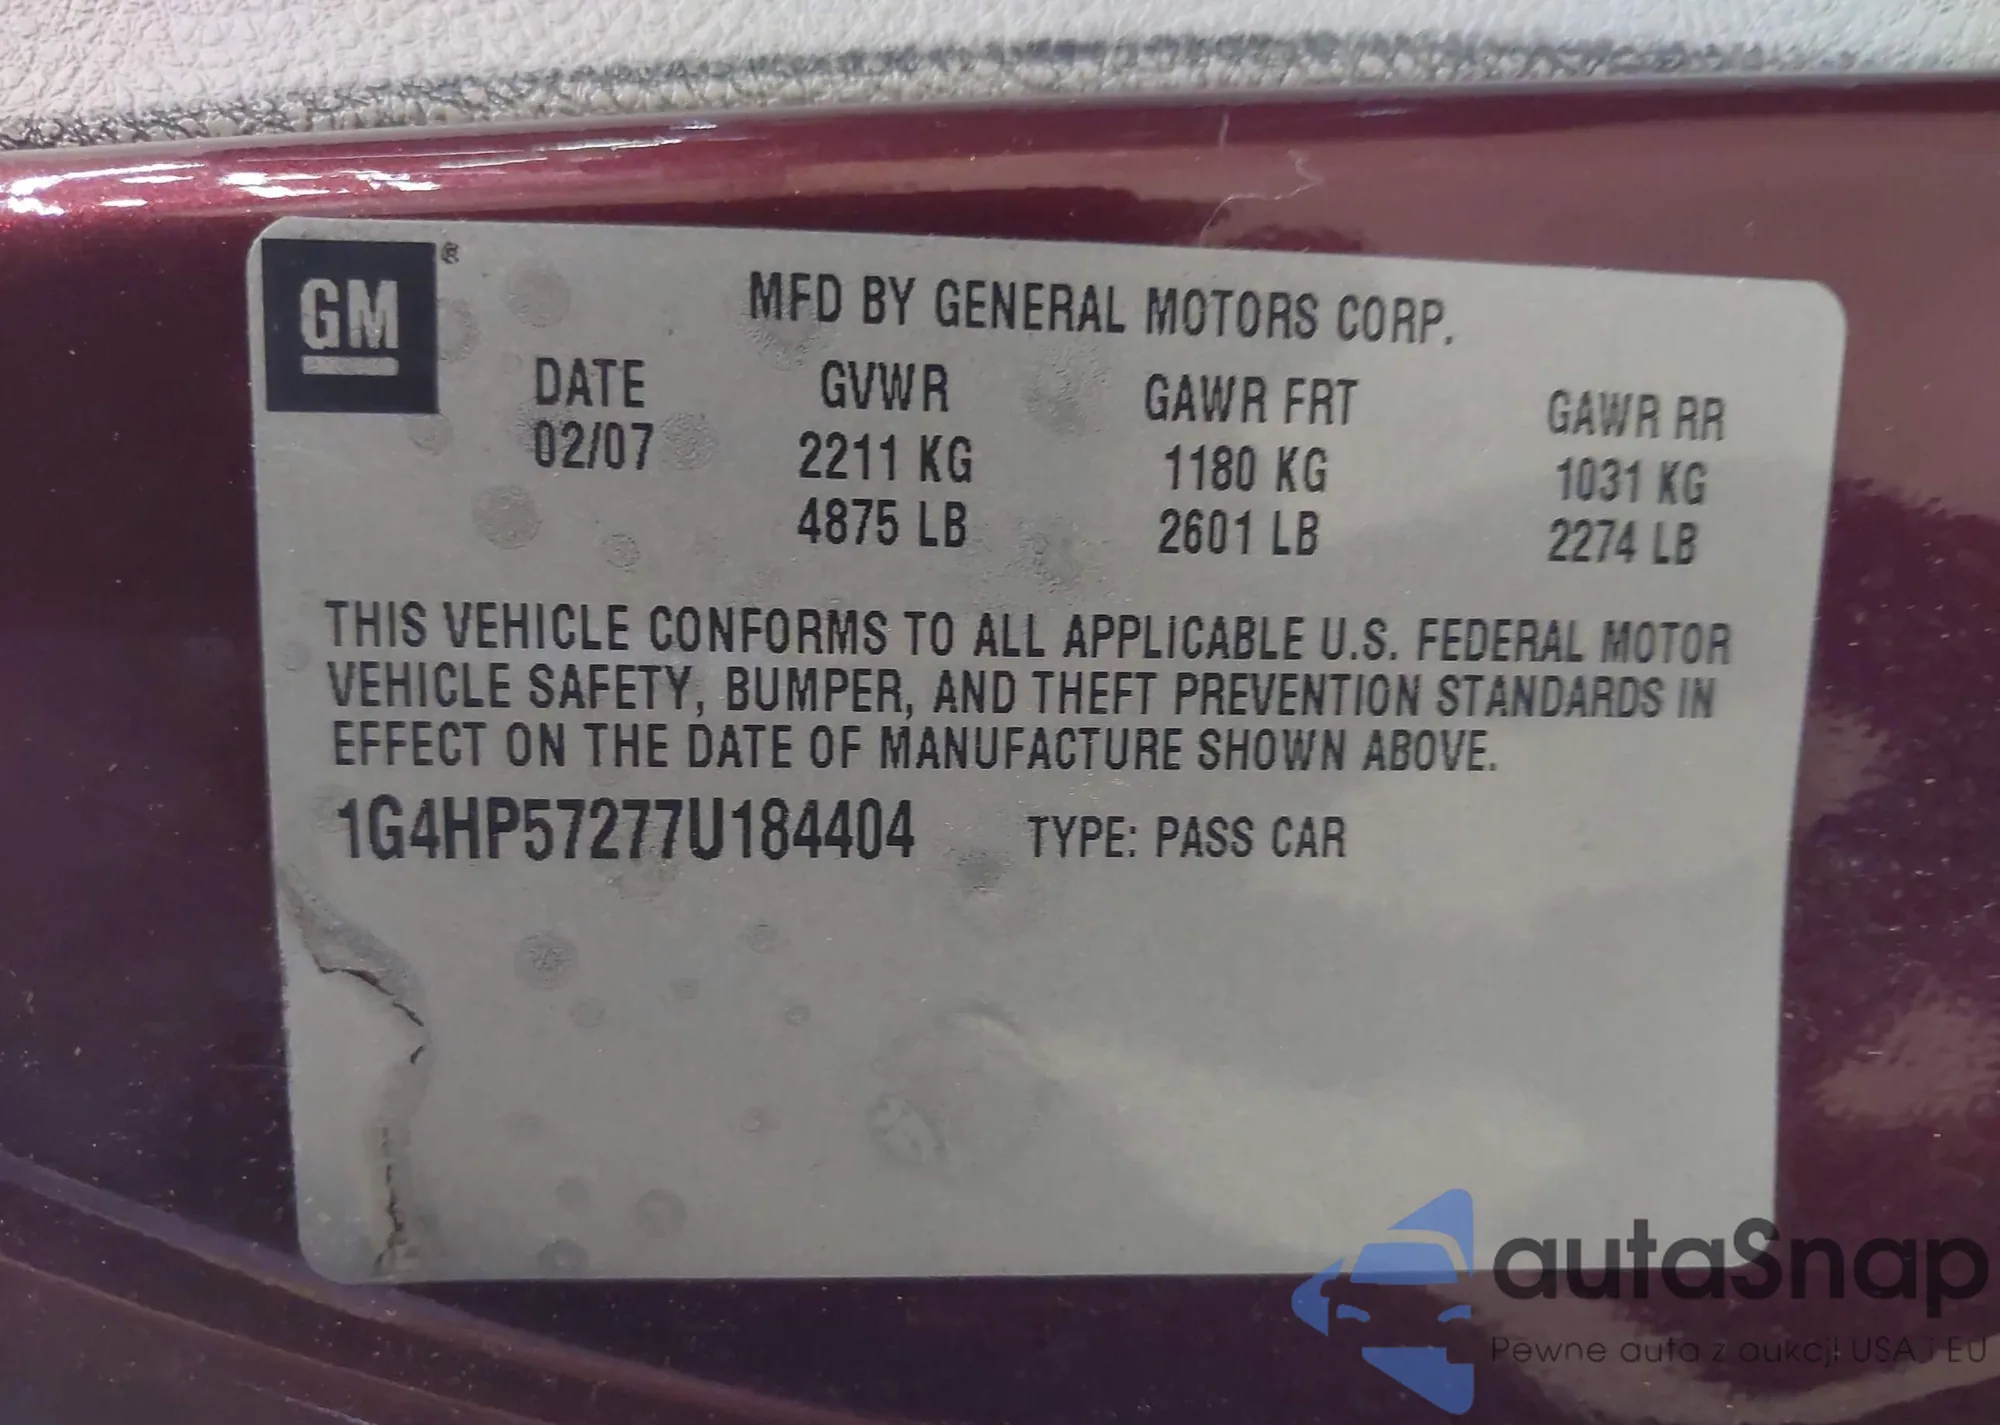 GM ®
MFD BY GENERAL MOTORS CORP.
DATE GVWR GAWR FRT GAWR RR
02/07 2211 KG 1180 KG 1031 KG
4875 LB 2601 LB 2274 LB
THIS VEHICLE CONFORMS TO ALL APPLICABLE U.S. FEDERAL MOTOR
VEHICLE SAFETY, BUMPER, AND THEFT PREVENTION STANDARDS IN
EFFECT ON THE DATE OF MANUFACTURE SHOWN ABOVE.
1G4HP57277U184404 TYPE: PASS CAR
autaSnap
Pewne auta z aukcji USA i EU